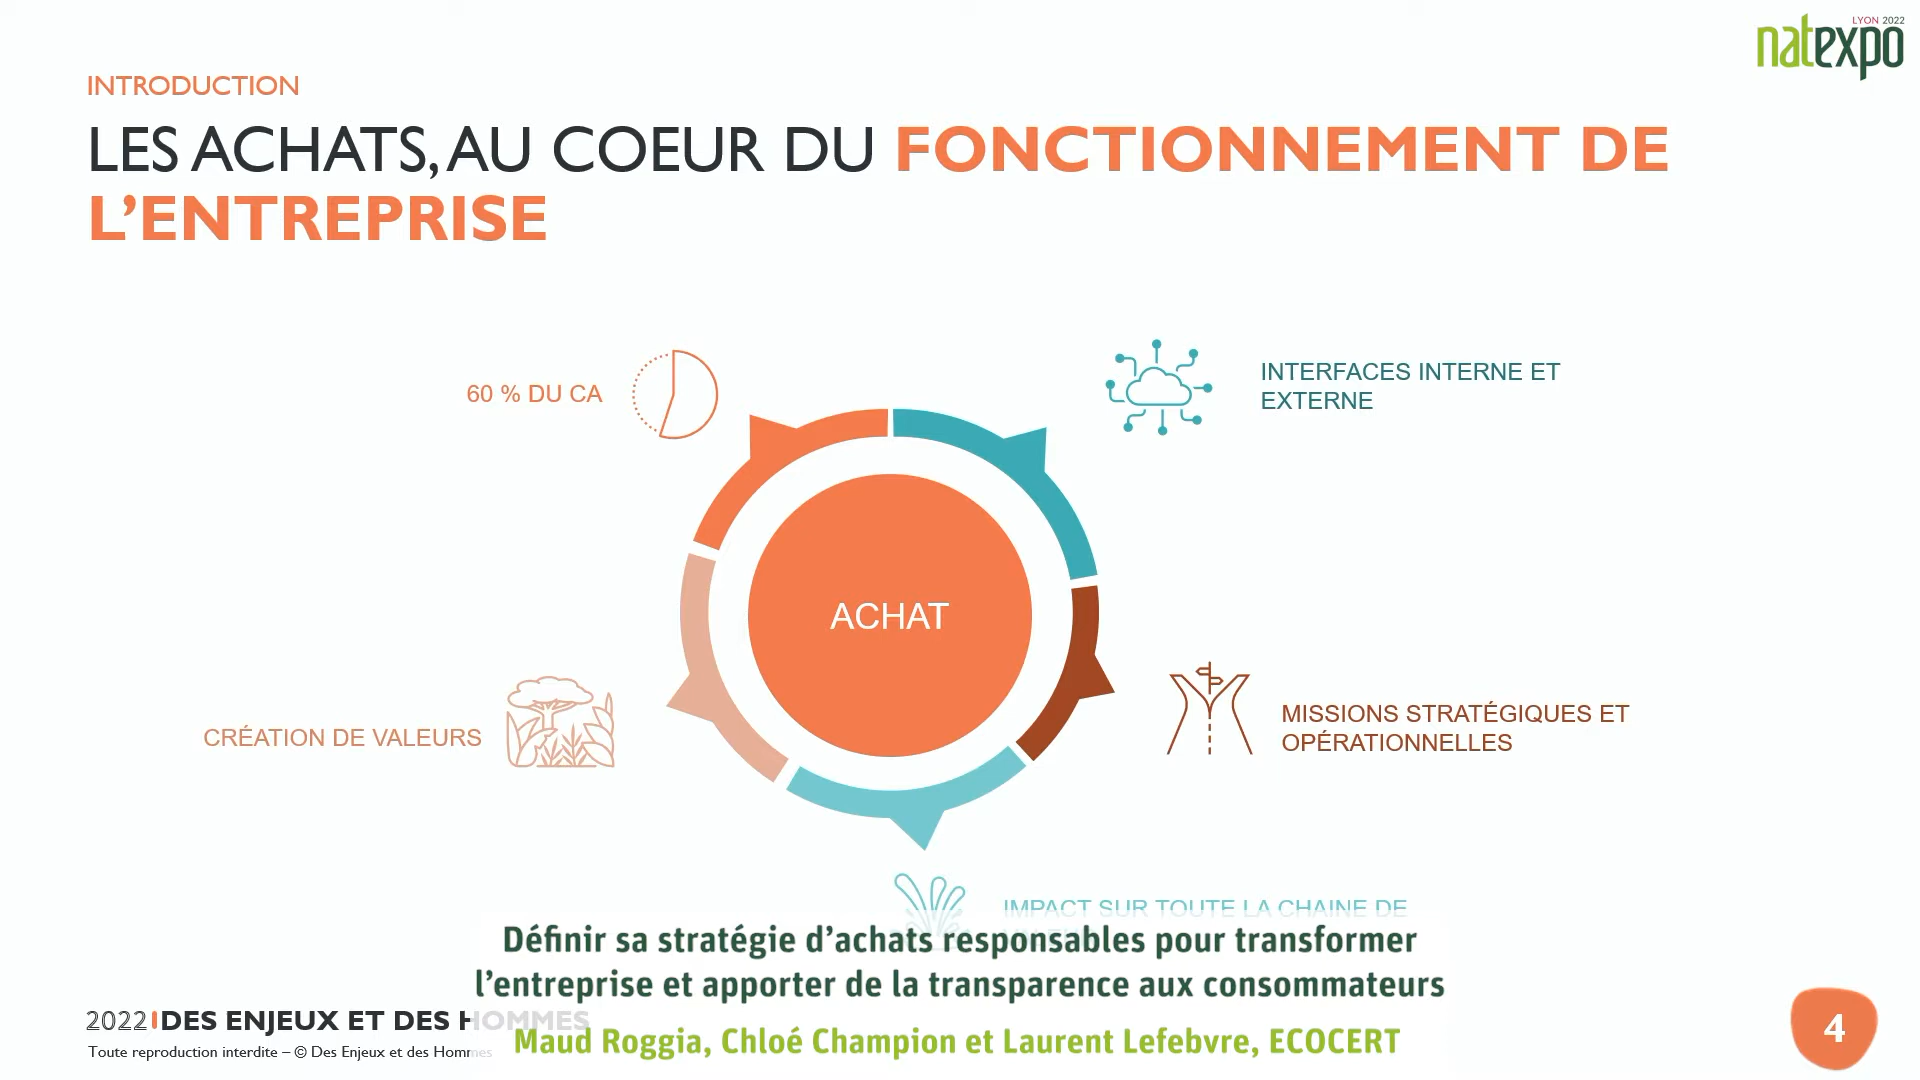 LYON 2022
natexpo
INTRODUCTION
LES ACHATS, AU COEUR DU FONCTIONNEMENT DE
L’ENTREPRISE
60 % DU CA
INTERFACES INTERNE ET
EXTERNE
ACHAT
CRÉATION DE VALEURS
MISSIONS STRATÉGIQUES ET
OPÉRATIONNELLES
IMPACT SUR TOUTE LA CHAINE DE
Définir sa stratégie d’achats responsables pour transformer
l’entreprise et apporter de la transparence aux consommateurs
Maud Roggia, Chloé Champion et Laurent Lefebvre, ECOCERT
2022 DES ENJEUX ET DES HOMMES
Toute reproduction interdite – © Des Enjeux et des Hommes
4